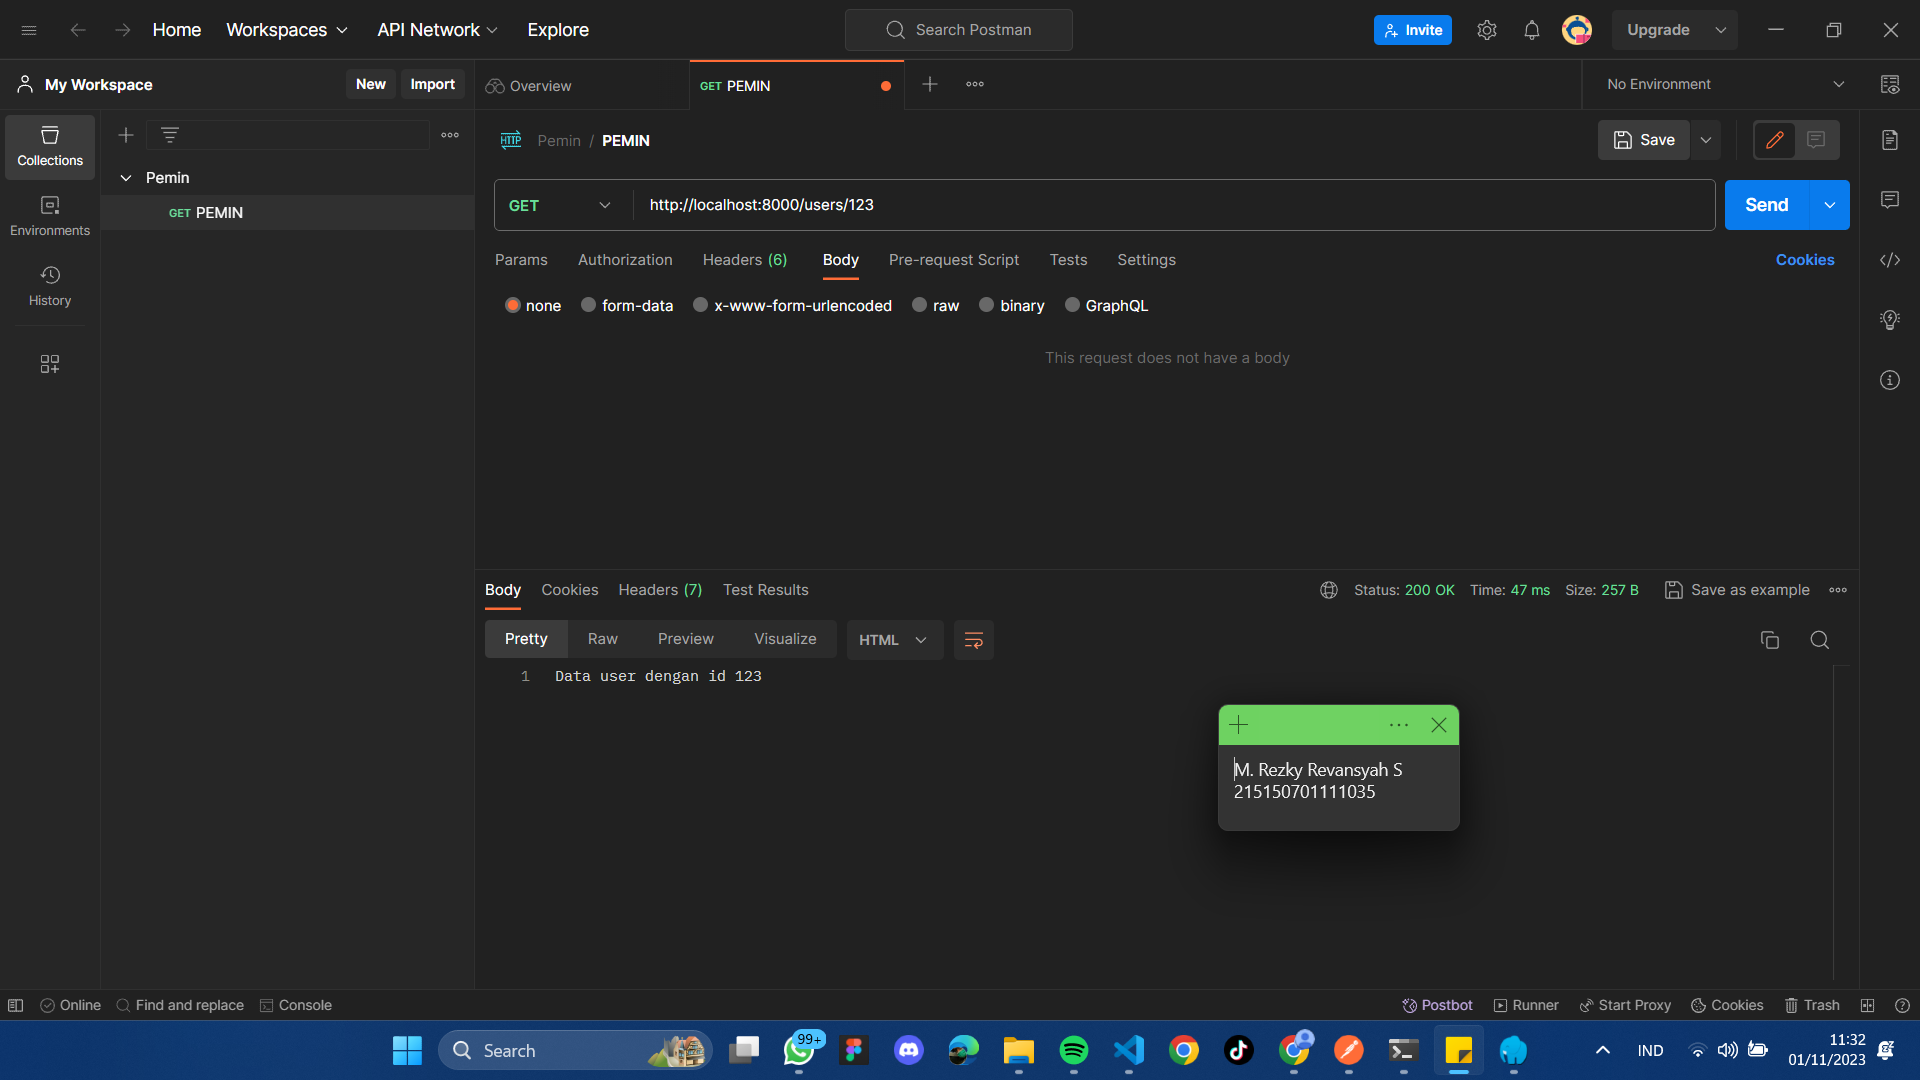 Home
Workspaces
API Network
Explore
Search Postman
Invite
Upgrade
My Workspace
New
Import
Overview
GET PEMIN
No Environment
Collections
Environments
History
Pemin
GET PEMIN
Pemin / PEMIN
Save
GET
http://localhost:8000/users/123
Send
Params
Authorization
Headers (6)
Body
Pre-request Script
Tests
Settings
Cookies
none
form-data
x-www-form-urlencoded
raw
binary
GraphQL
This request does not have a body
Body
Cookies
Headers (7)
Test Results
Status: 200 OK
Time: 47 ms
Size: 257 B
Save as example
Pretty
Raw
Preview
Visualize
HTML
1 Data user dengan id 123
M. Rezky Revansyah S
215150701111035
Online
Find and replace
Console
Postbot
Runner
Start Proxy
Cookies
Trash
Search
99+
IND
11:32
01/11/2023